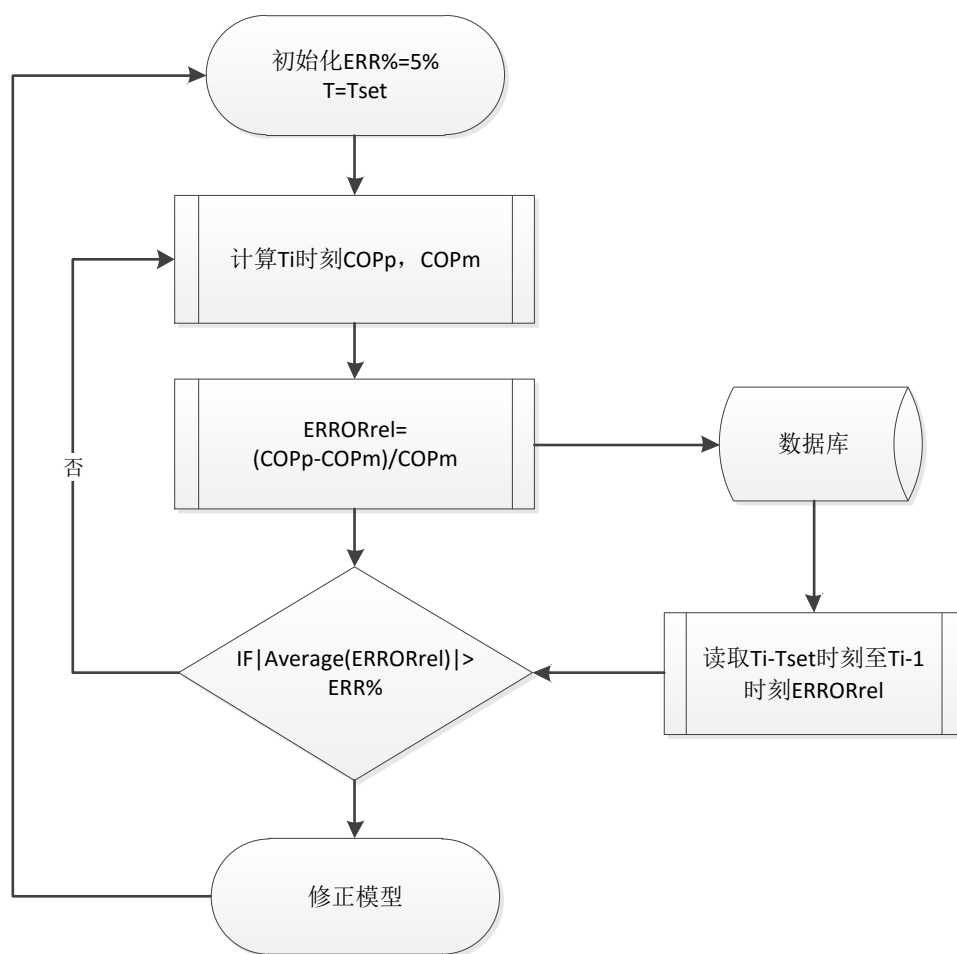 初始化ERR%=5%
T=Tset
计算Ti时刻COPp，COPm
ERRORrel=
(COPp-COPm)/COPm
数据库
否
IF|Average(ERRORrel)|>
ERR%
读取Ti-Tset时刻至Ti-1
时刻ERRORrel
修正模型